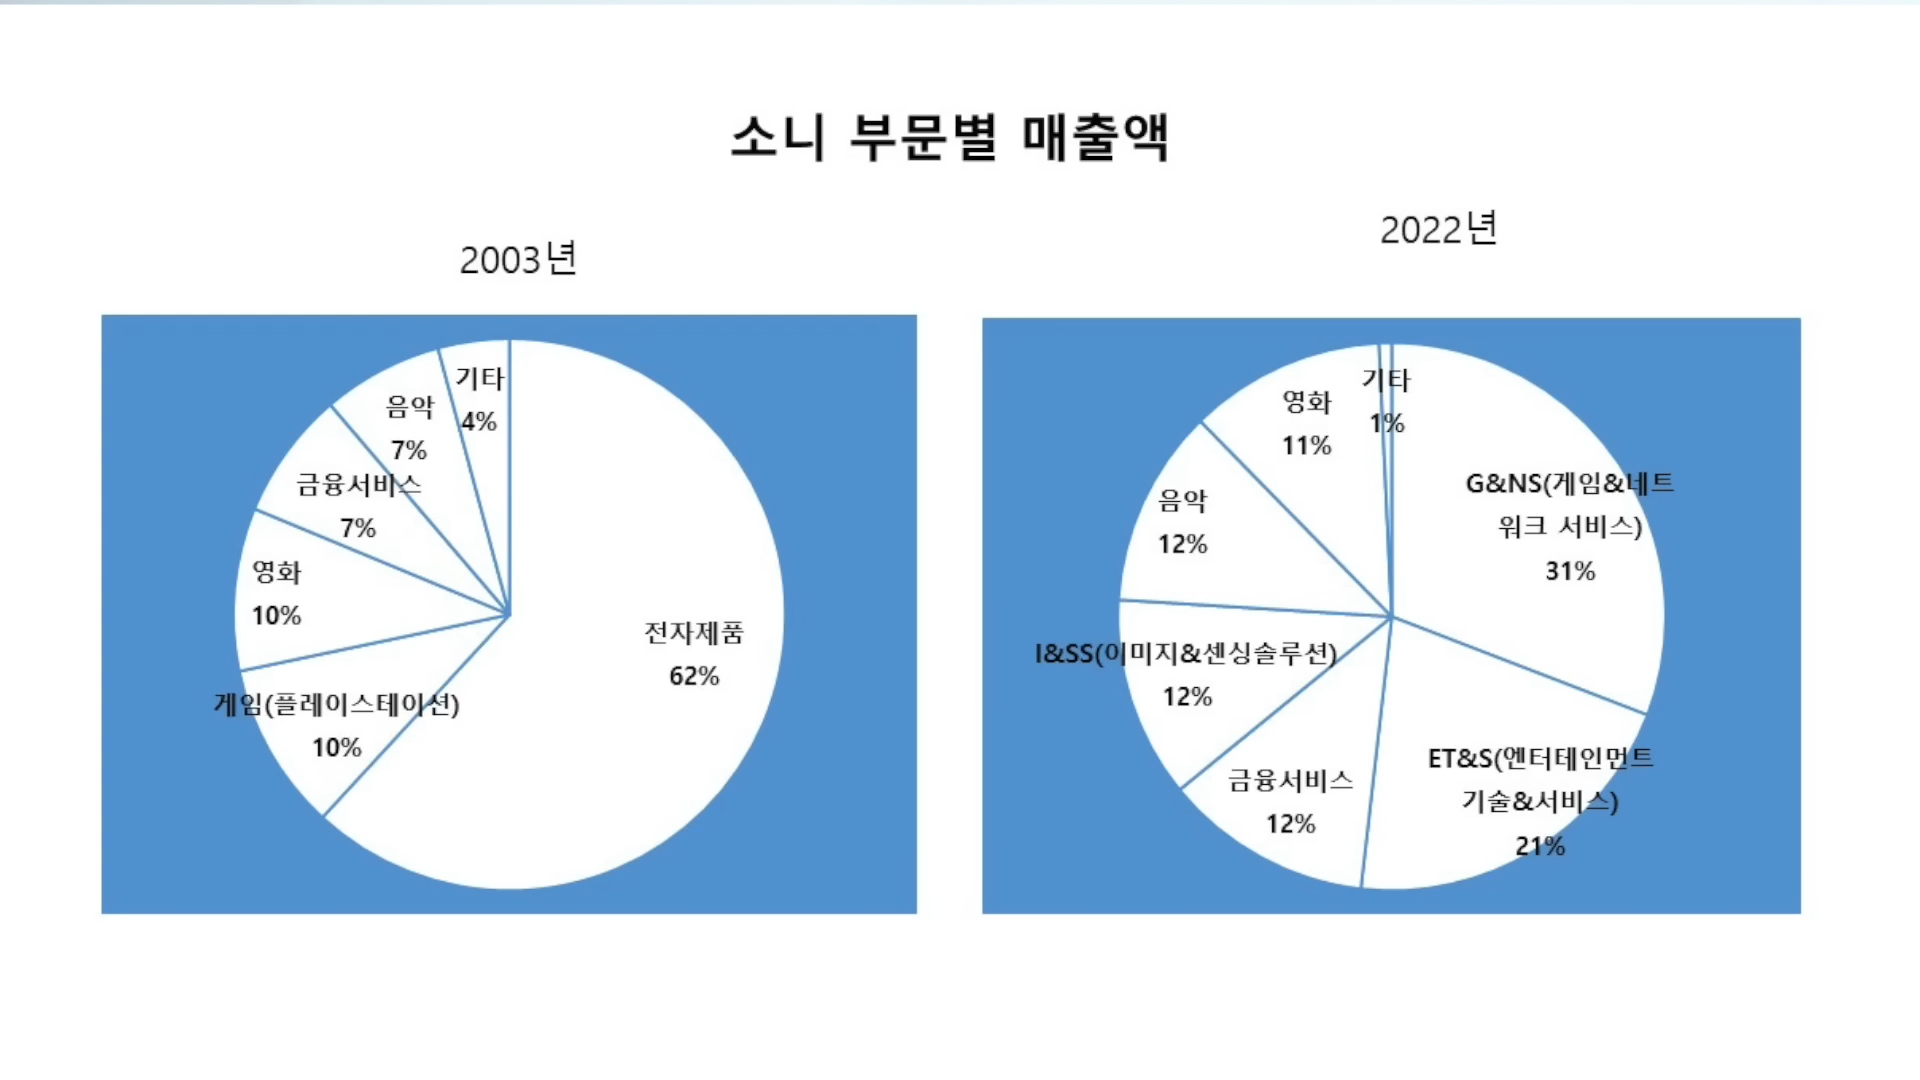 소니 부문별 매출액
2003년
기타
4%
음악
7%
금융서비스
7%
영화
10%
게임(플레이스테이션)
10%
전자제품
62%
2022년
기타
1%
영화
11%
음악
12%
I&SS(이미지&센싱솔루션)
12%
금융서비스
12%
G&NS(게임&네트
워크 서비스)
31%
ET&S(엔터테인먼트
기술&서비스)
21%